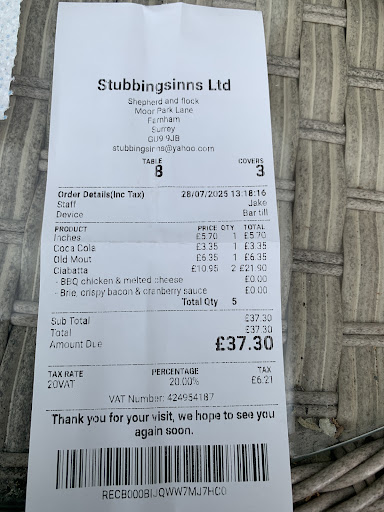 Stubbingsinns Ltd
Shepherd and flock
Moor Park Lane
Farnham
Surrey
GU9 9JB
stubbingsinns@yahoo.com
TABLE COVERS
8 3
Order Details(Inc Tax) 28/07/2025 13:18:16
Staff Jake
Device Bar till
PRODUCT PRICE QTY TOTAL
Inches £5.70 1 £5.70
Coca Cola £3.35 1 £3.35
Old Mout £6.35 1 £6.35
Ciabatta £10.95 2 £21.90
- BBQ chicken & melted cheese £0.00
- Brie, crispy bacon & cranberry sauce £0.00
Total Qty 5
Sub Total £37.30
Total £37.30
Amount Due £37.30
TAX RATE PERCENTAGE TAX
20VAT 20.00% £6.21
VAT Number: 424954187
Thank you for your visit, we hope to see you
again soon.